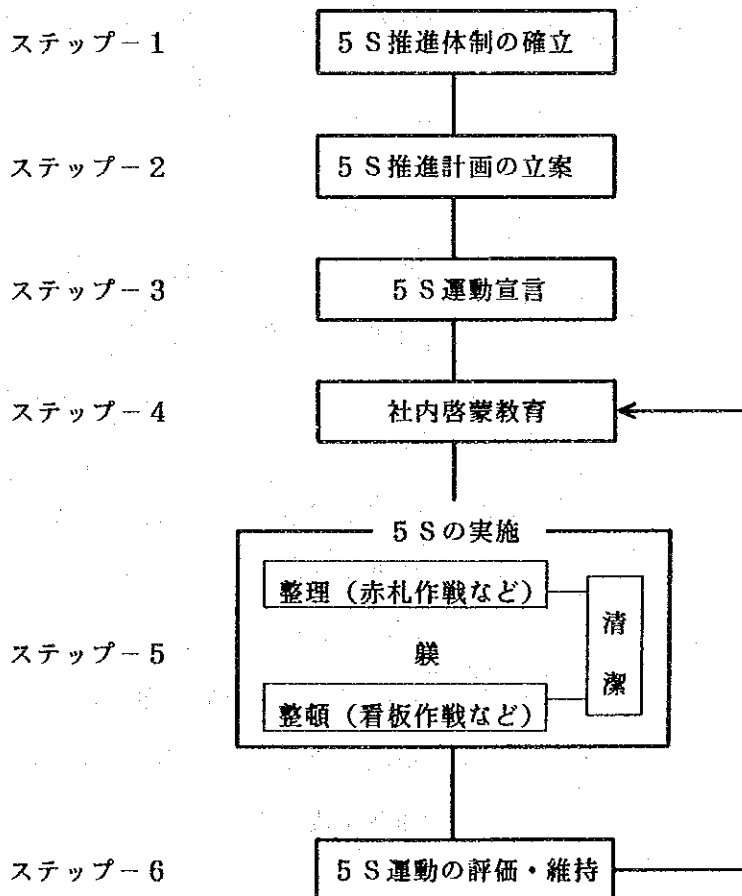 ステップ－1
5S推進体制の確立
ステップ－2
5S推進計画の立案
ステップ－3
5S運動宣言
ステップ－4
社内啓蒙教育
5Sの実施
整理（赤札作戦など）
清潔
ステップ－5
躾
整頓（看板作戦など）
ステップ－6
5S運動の評価・維持